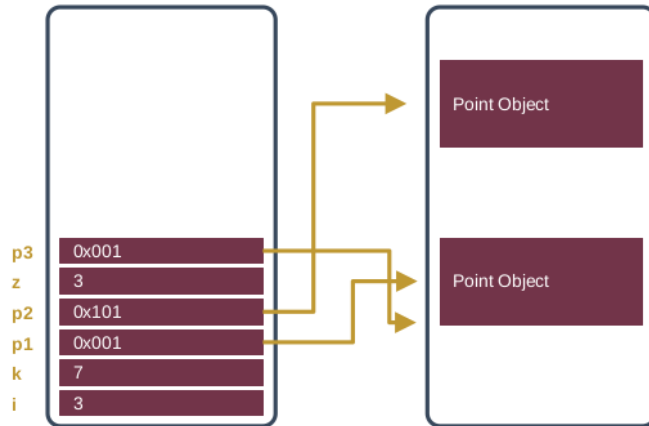 Point Object
p3 0x001
z 3
p2 0x101
p1 0x001
k 7
i 3
Point Object